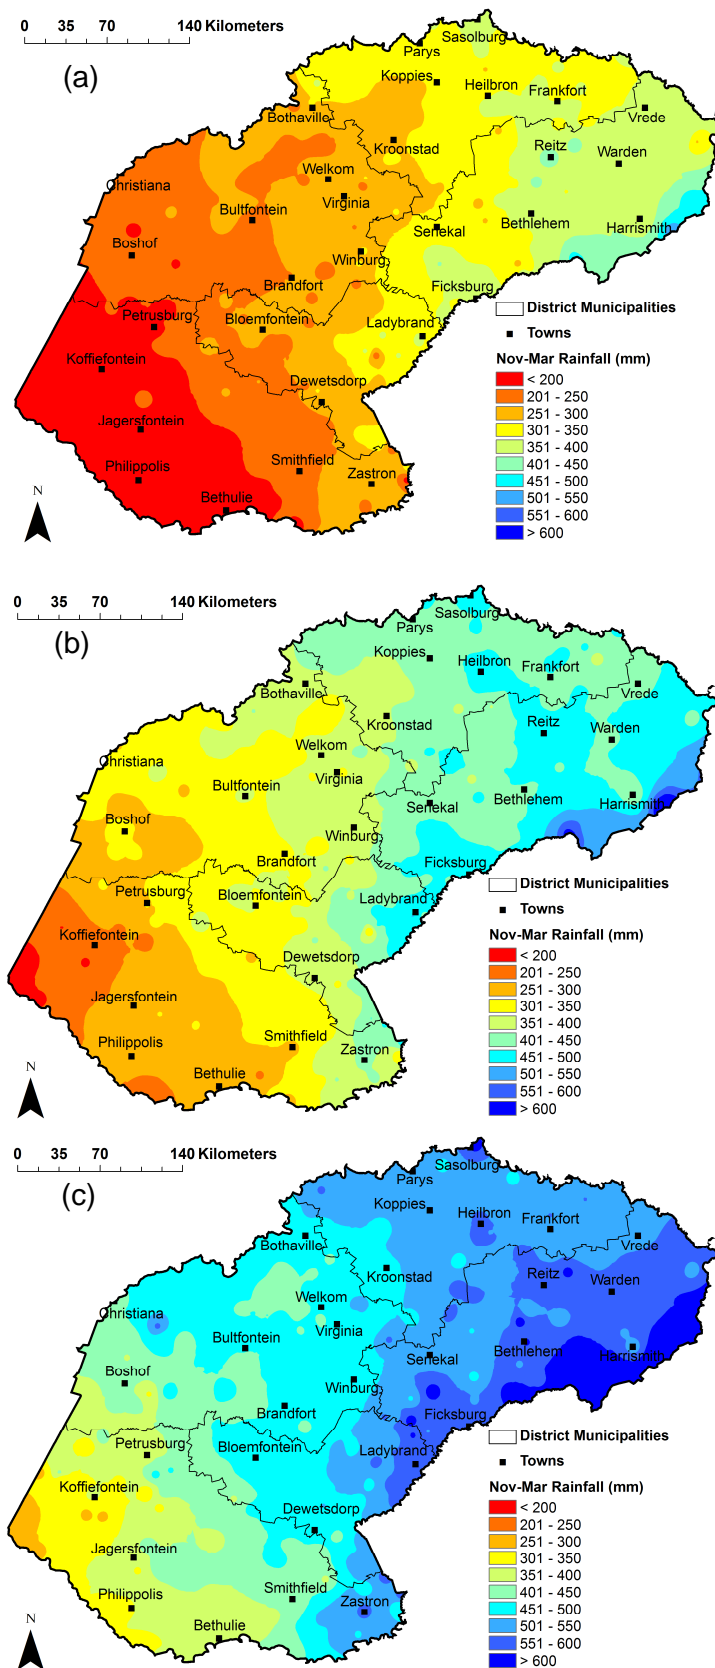 0 35 70 140 Kilometers
(a)
Sasolburg
Parys
Koppies
Heilbron
Frankfort
Bothaville
Vrede
Kroonstad
Reitz
Warden
Welkom
Christiana
Virginia
Bultfontein
Senekal
Bethlehem
Harrismith
Boshof
Winburg
Brandfort
Ficksburg
District Municipalities
Petrusburg
Bloemfontein
Ladybrand
Towns
Koffiefontein
Nov-Mar Rainfall (mm)
< 200
201 - 250
251 - 300
301 - 350
351 - 400
401 - 450
451 - 500
501 - 550
551 - 600
> 600
Dewetsdorp
Jagersfontein
Philippolis
Smithfield
Zastron
Bethulie
N
0 35 70 140 Kilometers
(b)
Sasolburg
Parys
Koppies
Heilbron
Frankfort
Bothaville
Vrede
Kroonstad
Reitz
Warden
Welkom
Christiana
Virginia
Bultfontein
Senekal
Bethlehem
Harrismith
Boshof
Winburg
Brandfort
Ficksburg
District Municipalities
Petrusburg
Bloemfontein
Ladybrand
Towns
Koffiefontein
Nov-Mar Rainfall (mm)
< 200
201 - 250
251 - 300
301 - 350
351 - 400
401 - 450
451 - 500
501 - 550
551 - 600
> 600
Dewetsdorp
Jagersfontein
Philippolis
Smithfield
Zastron
Bethulie
N
0 35 70 140 Kilometers
(c)
Sasolburg
Parys
Koppies
Heilbron
Frankfort
Bothaville
Vrede
Kroonstad
Reitz
Warden
Welkom
Christiana
Virginia
Bultfontein
Senekal
Bethlehem
Harrismith
Boshof
Winburg
Brandfort
Ficksburg
District Municipalities
Petrusburg
Bloemfontein
Ladybrand
Towns
Koffiefontein
Nov-Mar Rainfall (mm)
< 200
201 - 250
251 - 300
301 - 350
351 - 400
401 - 450
451 - 500
501 - 550
551 - 600
> 600
Dewetsdorp
Jagersfontein
Philippolis
Smithfield
Zastron
Bethulie
N